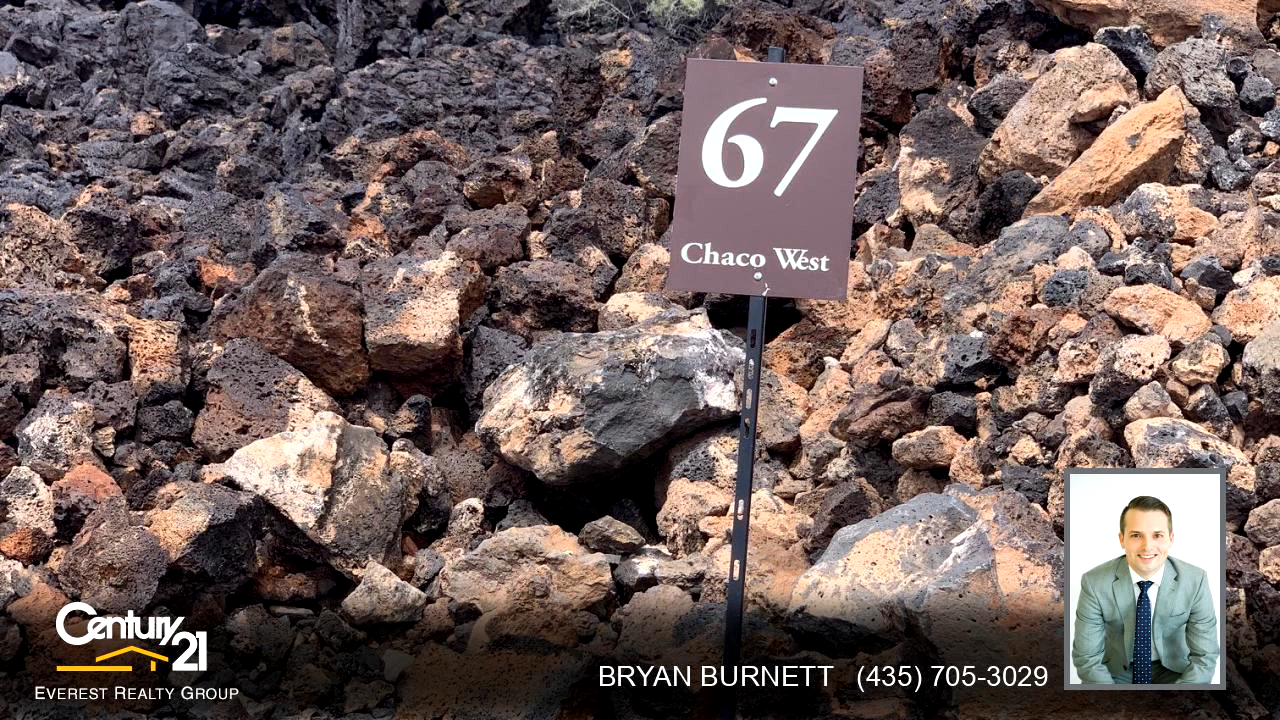 67
Chaco West
Century 21
EVEREST REALTY GROUP
BRYAN BURNETT (435) 705-3029